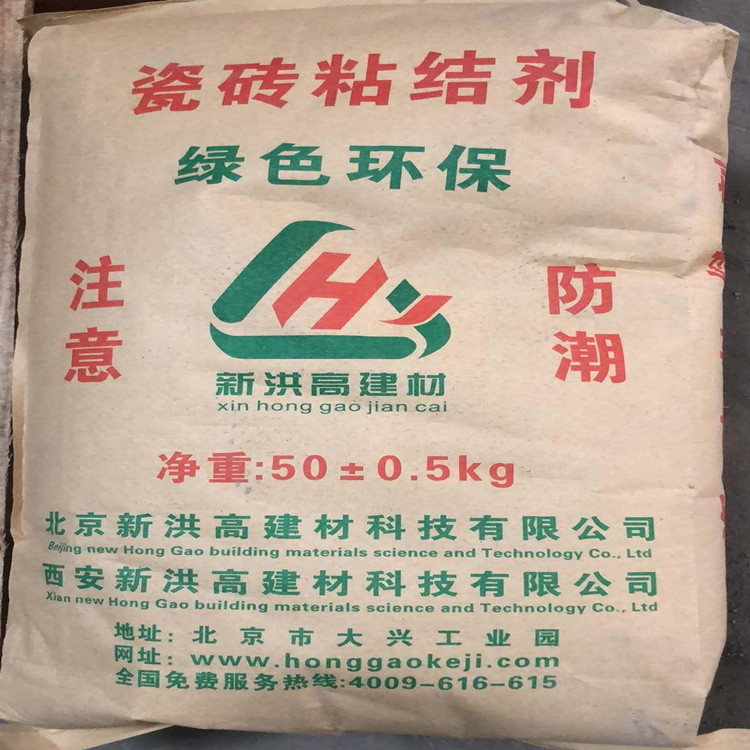 瓷砖粘结剂
绿色环保
注意
防潮
新洪高建材
xin hong gao jian cai
净重:50±0.5kg
北京新洪高建材科技有限公司
Beijing new Hong Gao building materials science and Technology Co., Ltd
西安新洪高建材科技有限公司
Xian new Hong Gao building materials science and Technology Co., Ltd
地址: 北京市大兴工业园
网址: www.honggaokeji.com
全国免费服务热线:4009-616-615